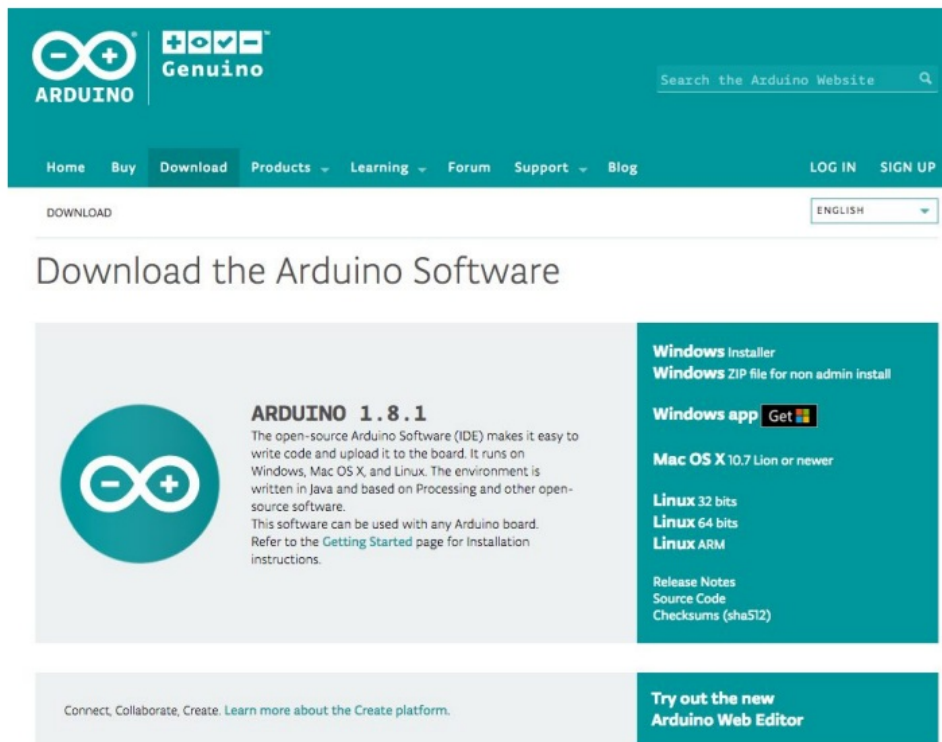 ARDUINO
Genuino
Search the Arduino Website
Home Buy Download Products Learning Forum Support Blog LOG IN SIGN UP
DOWNLOAD
ENGLISH
Download the Arduino Software
ARDUINO 1.8.1
The open-source Arduino Software (IDE) makes it easy to
write code and upload it to the board. It runs on
Windows, Mac OS X, and Linux. The environment is
written in Java and based on Processing and other open-
source software.
This software can be used with any Arduino board.
Refer to the Getting Started page for Installation
instructions.
Windows Installer
Windows ZIP file for non admin install
Windows app Get
Mac OS X 10.7 Lion or newer
Linux 32 bits
Linux 64 bits
Linux ARM
Release Notes
Source Code
Checksums (sha512)
Connect, Collaborate, Create. Learn more about the Create platform.
Try out the new
Arduino Web Editor